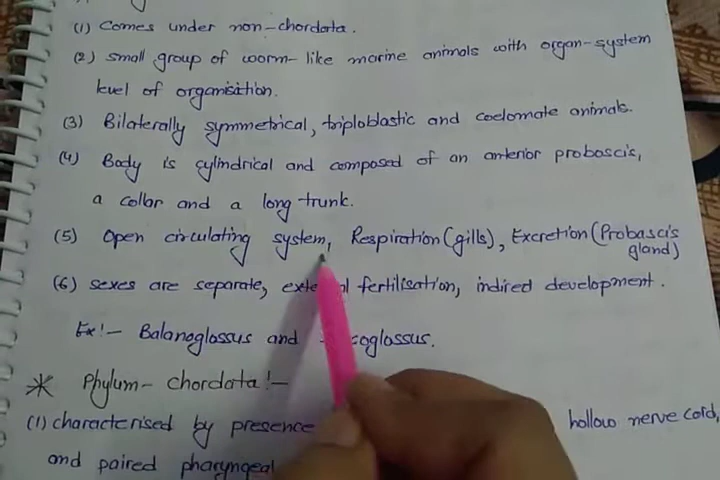 (1) Comes under non-chordata.
(2) Small group of worm-like marine animals with organ-system
level of organisition.
(3) Bilaterally symmetrical, triploblastic and coelomate animals.
(4) Body is cylindrical and composed of an anterior probascis,
a collar and a long trunk.
(5) Open circulating system, Respiration (gills), Excretion (Probascis gland)
(6) Sexes are separate, fertilisation, indirect development.
Ex!- Balanoglossus and
* Phylum- chordata!-
(1) characterised by presence hollow nerve cord,
and paired pharyngeal